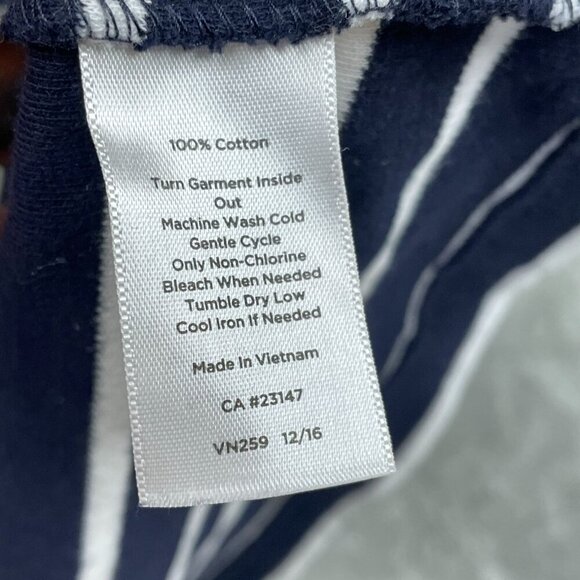 100% Cotton
Turn Garment Inside
Out
Machine Wash Cold
Gentle Cycle
Only Non-Chlorine
Bleach When Needed
Tumble Dry Low
Cool Iron If Needed
Made In Vietnam
CA #23147
VN259 12/16